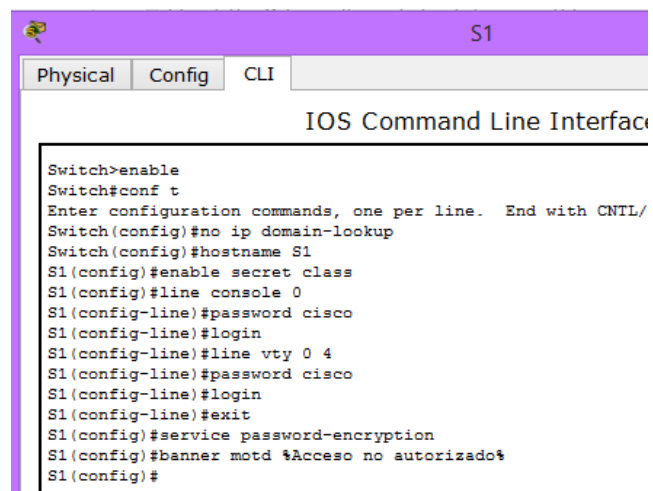 S1
Physical Config CLI
IOS Command Line Interface
Switch>enable
Switch#conf t
Enter configuration commands, one per line.  End with CNTL/
Switch(config)#no ip domain-lookup
Switch(config)#hostname S1
S1(config)#enable secret class
S1(config)#line console 0
S1(config-line)#password cisco
S1(config-line)#login
S1(config-line)#line vty 0 4
S1(config-line)#password cisco
S1(config-line)#login
S1(config-line)#exit
S1(config)#service password-encryption
S1(config)#banner motd %Acceso no autorizado%
S1(config)#